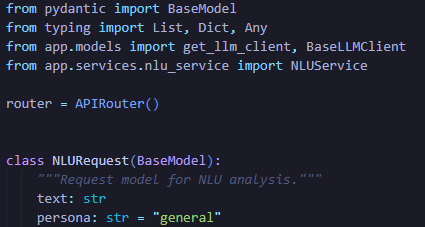 from pydantic import BaseModel
from typing import List, Dict, Any
from app.models import get_llm_client, BaseLLMClient
from app.services.nlu_service import NLUService
router = APIRouter()
class NLURequest(BaseModel):
"""Request model for NLU analysis."""
text: str
persona: str = "general"